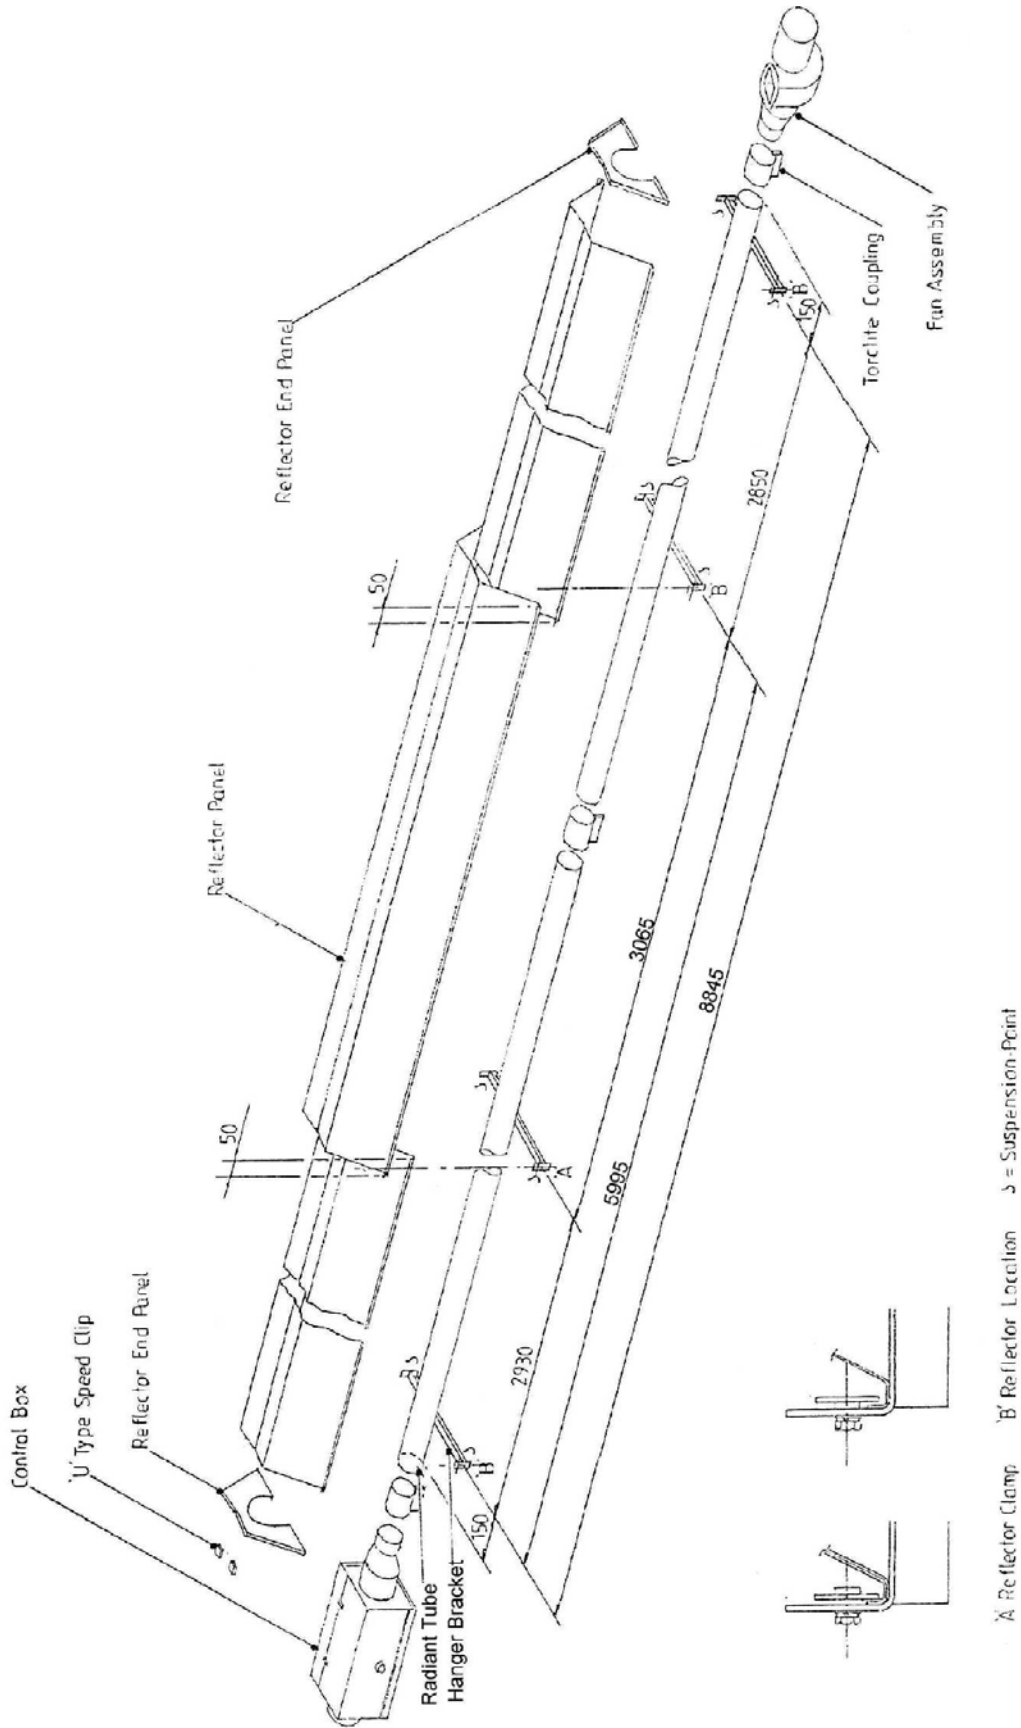 Control Box
'U' Type Speed Clip
Reflector End Panel
50
Reflector Panel
50
Reflector End Panel
S
S
'B'
S
S
'A'
S
S
'B'
S
S
'B'
Radiant Tube
Hanger Bracket
150
2930
3065
2850
150
5995
8845
Torclite Coupling
Fan Assembly
'A' Reflector Clamp
'B' Reflector Location
S = Suspension-Point